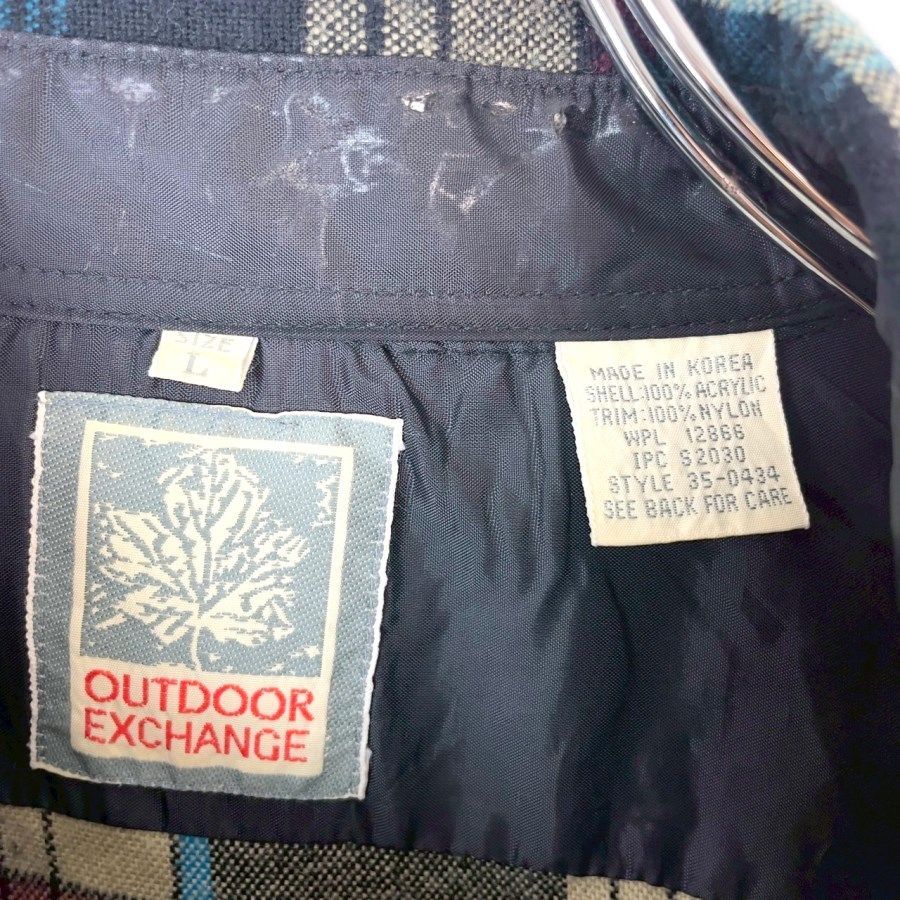 SIZE
L
OUTDOOR
EXCHANGE
MADE IN KOREA
SHELL:100% ACRYLIC
TRIM:100% NYLON
WPL 12866
IPC S2030
STYLE 35-0434
SEE BACK FOR CARE